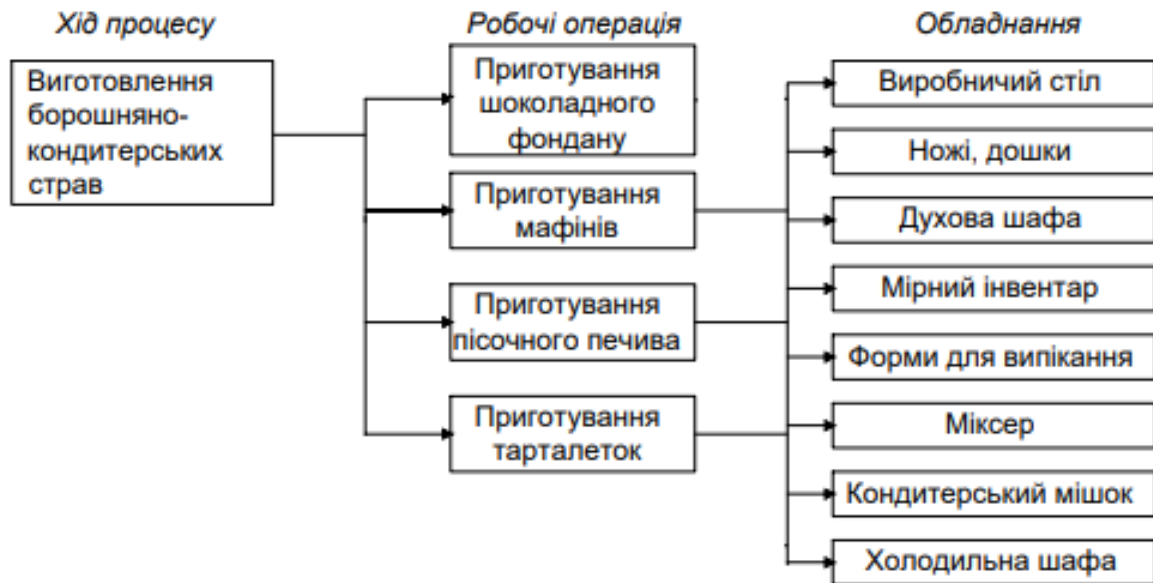 Хід процесу
Робочі операція
Обладнання
Виготовлення
борошняно-
кондитерських
страв
Приготування
шоколадного
фондану
Приготування
мафінів
Приготування
пісочного печива
Приготування
тарталеток
Виробничий стіл
Ножі, дошки
Духова шафа
Мірний інвентар
Форми для випікання
Міксер
Кондитерський мішок
Холодильна шафа